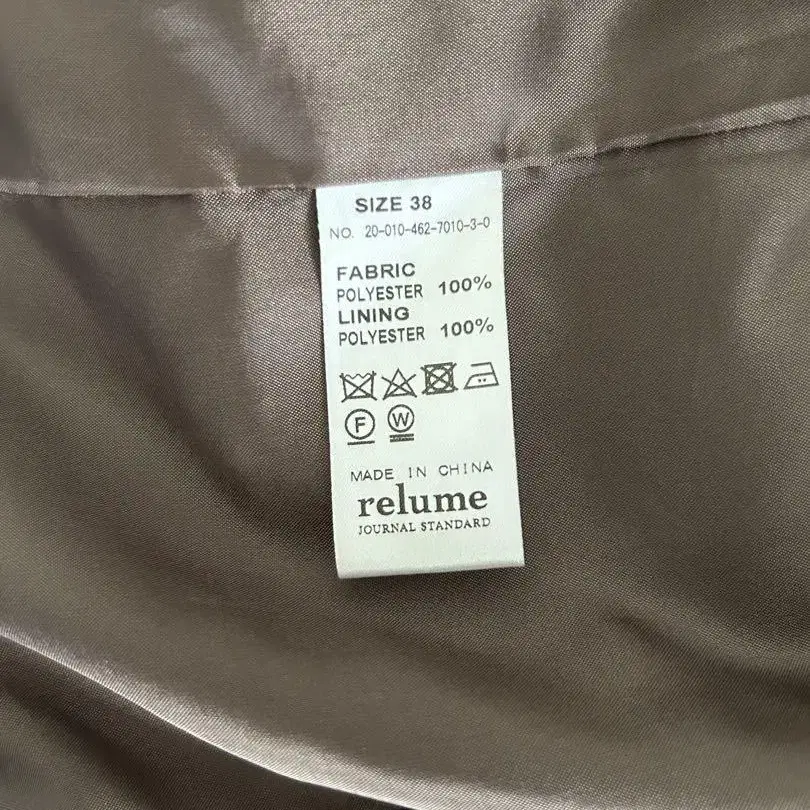 SIZE 38
NO. 20-010-462-7010-3-0
FABRIC
POLYESTER 100%
LINING
POLYESTER 100%
F W
MADE IN CHINA
relume
JOURNAL STANDARD